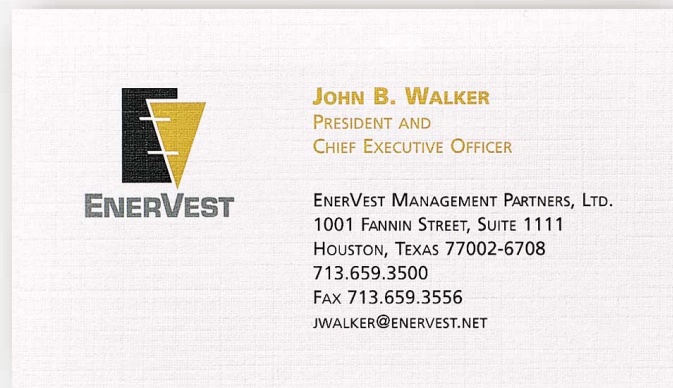 ENERVEST
JOHN B. WALKER
PRESIDENT AND
CHIEF EXECUTIVE OFFICER
ENERVEST MANAGEMENT PARTNERS, LTD.
1001 FANNIN STREET, SUITE 1111
HOUSTON, TEXAS 77002-6708
713.659.3500
FAX 713.659.3556
JWALKER@ENERVEST.NET